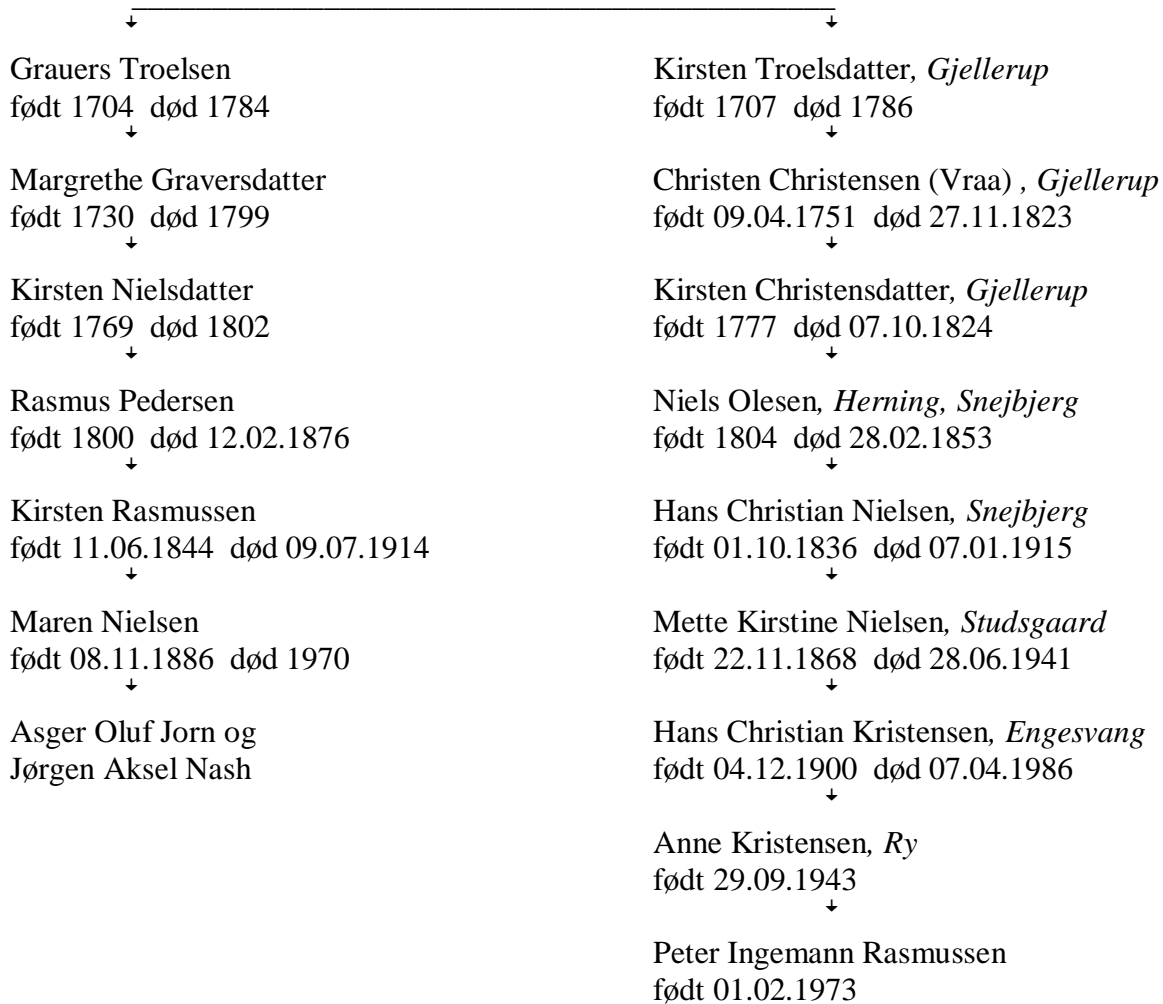 Grauers Troelsen
født 1704 død 1784
Margrethe Graversdatter
født 1730 død 1799
Kirsten Nielsdatter
født 1769 død 1802
Rasmus Pedersen
født 1800 død 12.02.1876
Kirsten Rasmussen
født 11.06.1844 død 09.07.1914
Maren Nielsen
født 08.11.1886 død 1970
Asger Oluf Jorn og
Jørgen Aksel Nash
Kirsten Troelsdatter, Gjellerup
født 1707 død 1786
Christen Christensen (Vraa) , Gjellerup
født 09.04.1751 død 27.11.1823
Kirsten Christensdatter, Gjellerup
født 1777 død 07.10.1824
Niels Olesen, Herning, Snejbjerg
født 1804 død 28.02.1853
Hans Christian Nielsen, Snejbjerg
født 01.10.1836 død 07.01.1915
Mette Kirstine Nielsen, Studsgaard
født 22.11.1868 død 28.06.1941
Hans Christian Kristensen, Engesvang
født 04.12.1900 død 07.04.1986
Anne Kristensen, Ry
født 29.09.1943
Peter Ingemann Rasmussen
født 01.02.1973